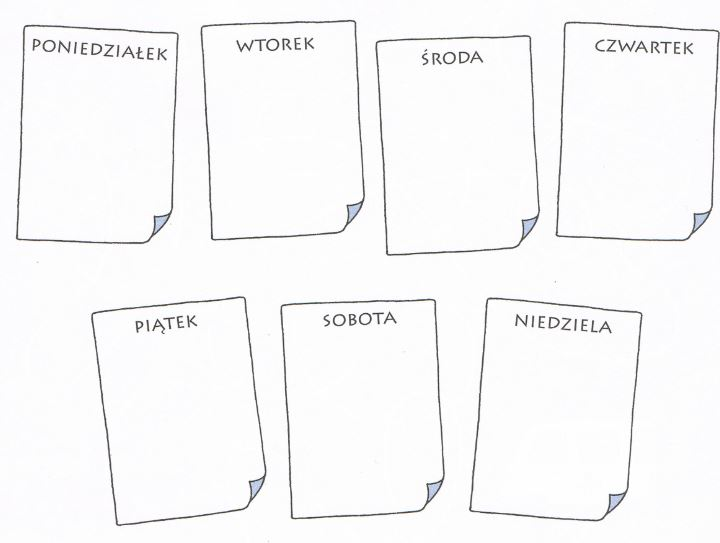 PONIEDZIAŁEK
WTOREK
ŚRODA
CZWARTEK
PIĄTEK
SOBOTA
NIEDZIELA